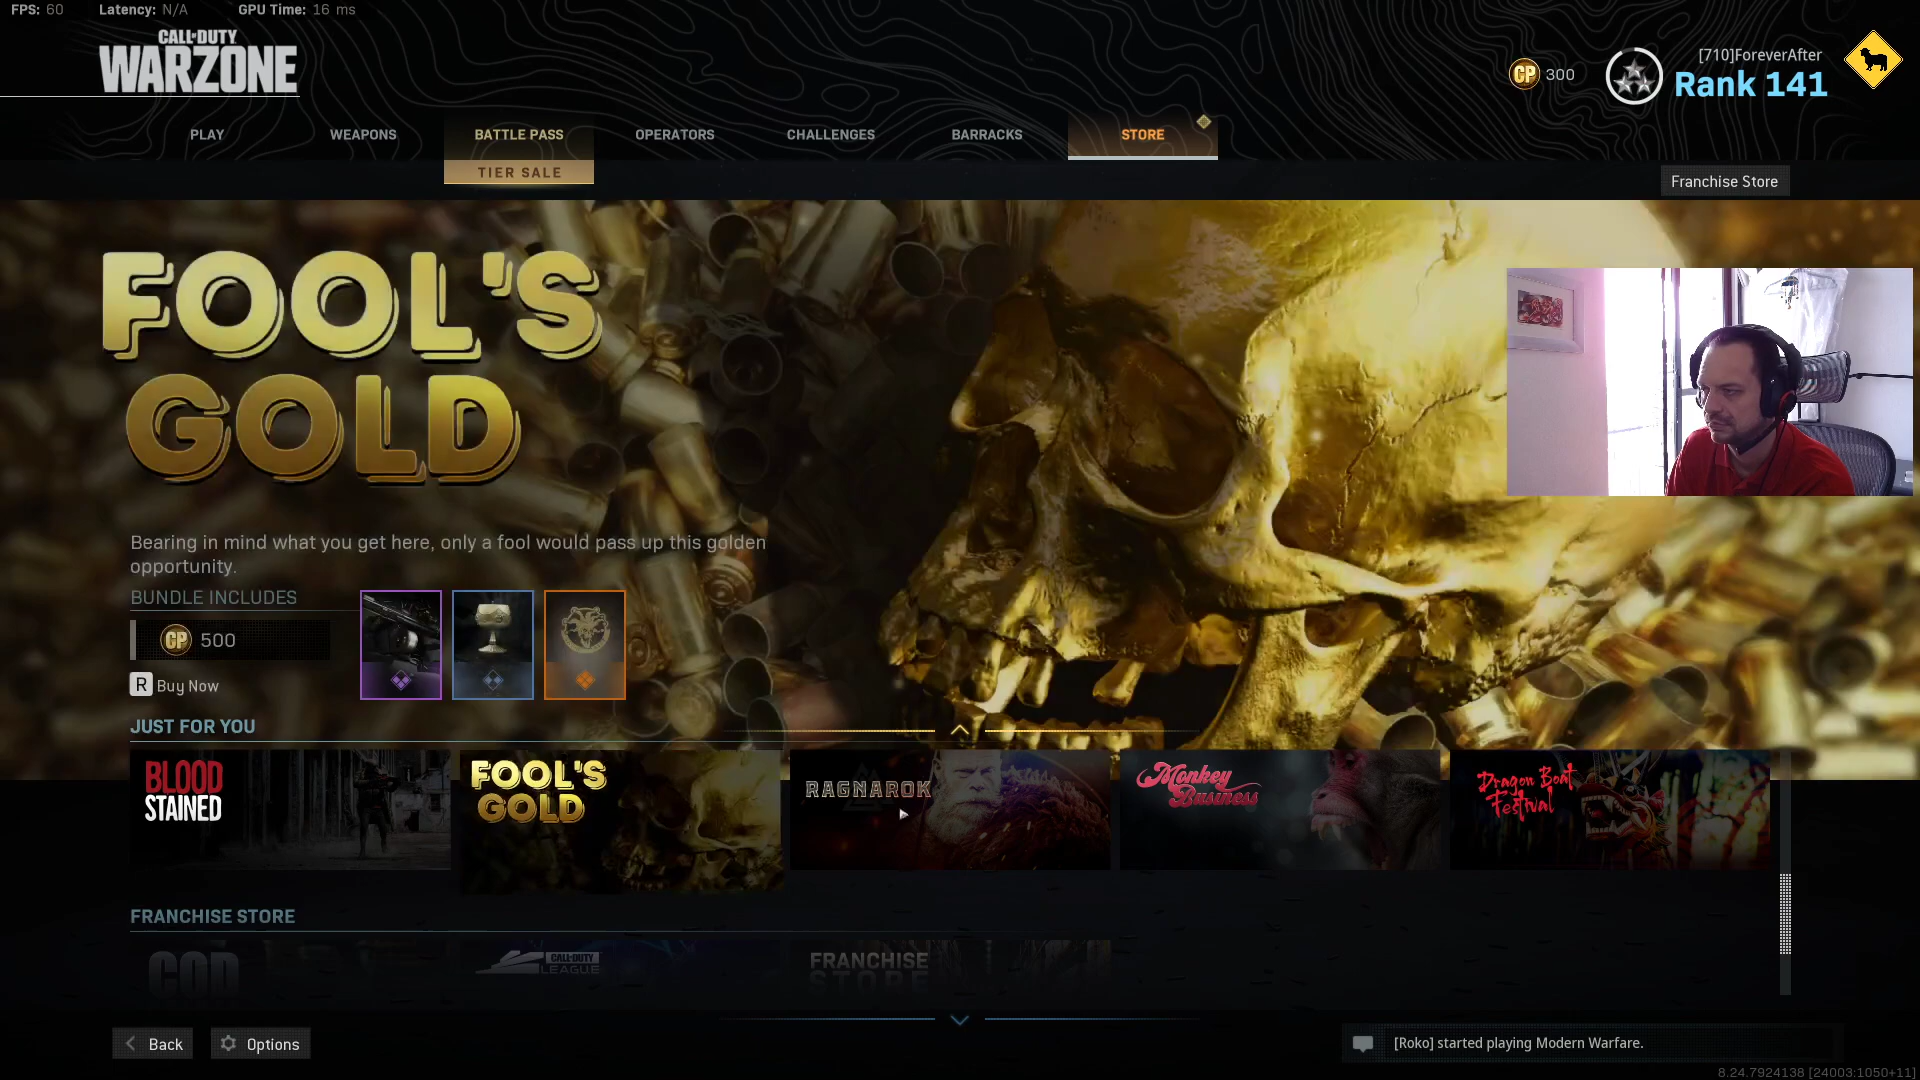 FPS: 60 Latency: N/A GPU Time: 16 ms
CALL OF DUTY
WARZONE
CP 300
[710]ForeverAfter
Rank 141
PLAY WEAPONS BATTLE PASS OPERATORS CHALLENGES BARRACKS STORE
TIER SALE
Franchise Store
FOOL'S
GOLD
Bearing in mind what you get here, only a fool would pass up this golden
opportunity.
BUNDLE INCLUDES
CP 500
R Buy Now
JUST FOR YOU
BLOOD
STAINED
FOOL'S
GOLD
RAGNAROK
Monkey
Business
Dragon Boat
Festival
FRANCHISE STORE
COD
CALL OF DUTY
LEAGUE
FRANCHISE
STORE
Back Options
[Roko] started playing Modern Warfare.
8.24.7924138 [24003:1050+11]